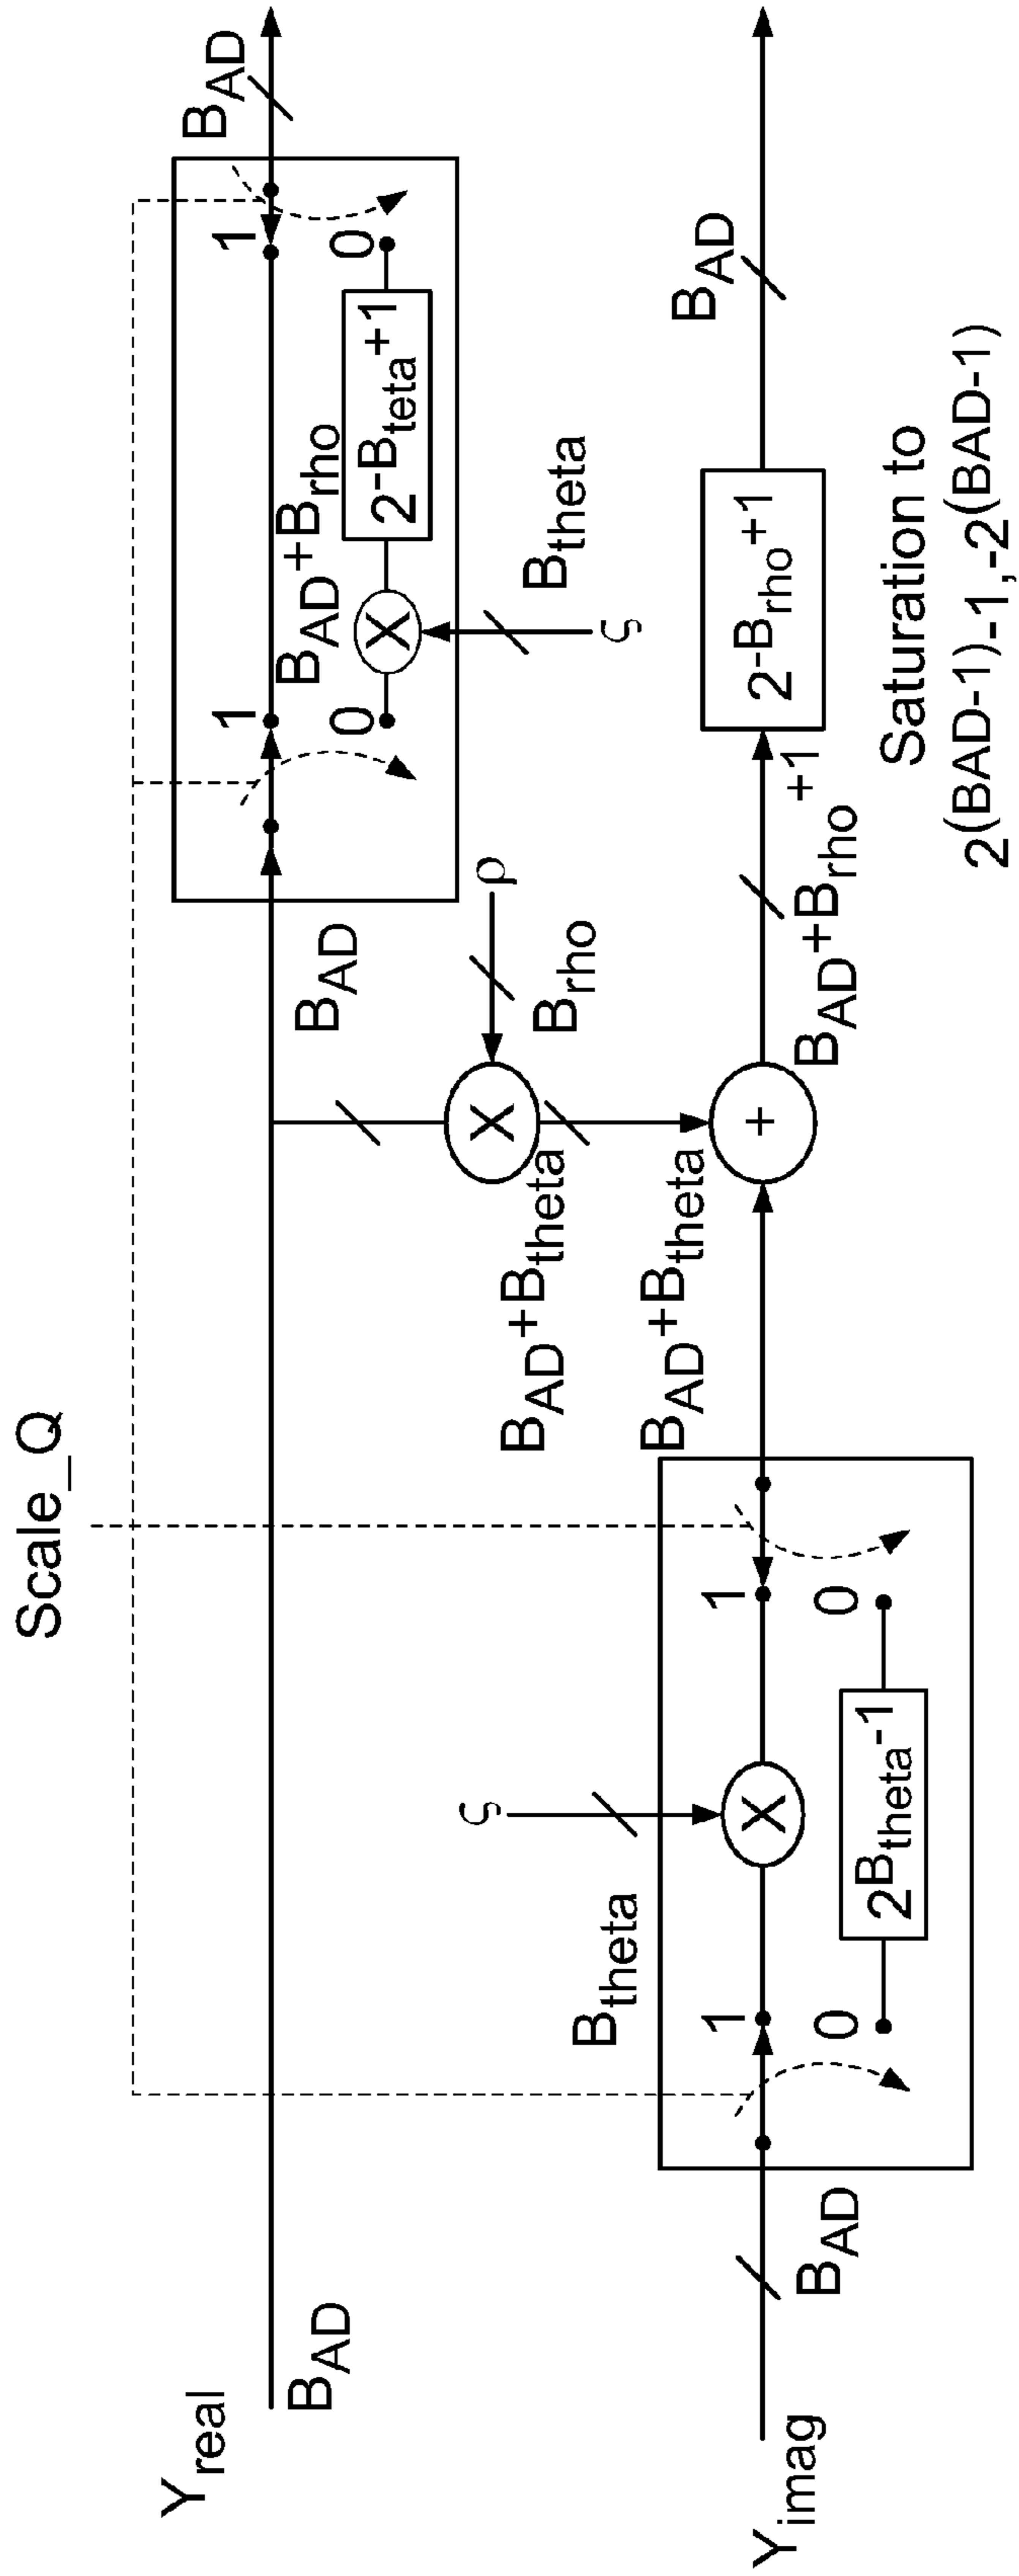 Scale_Q
Y_real
B_AD
B_AD
1
1
B_AD
B_AD+B_rho
0
X
2^-B_teta+1
0
B_theta
ς
ρ
B_rho
X
B_AD+B_theta
B_AD+B_theta
ς
B_theta
Y_imag
B_AD
1
X
1
0
2^B_theta-1
0
+
B_AD+B_rho+1
2^-B_rho+1
B_AD
Saturation to
2^(BAD-1)-1,-2^(BAD-1)